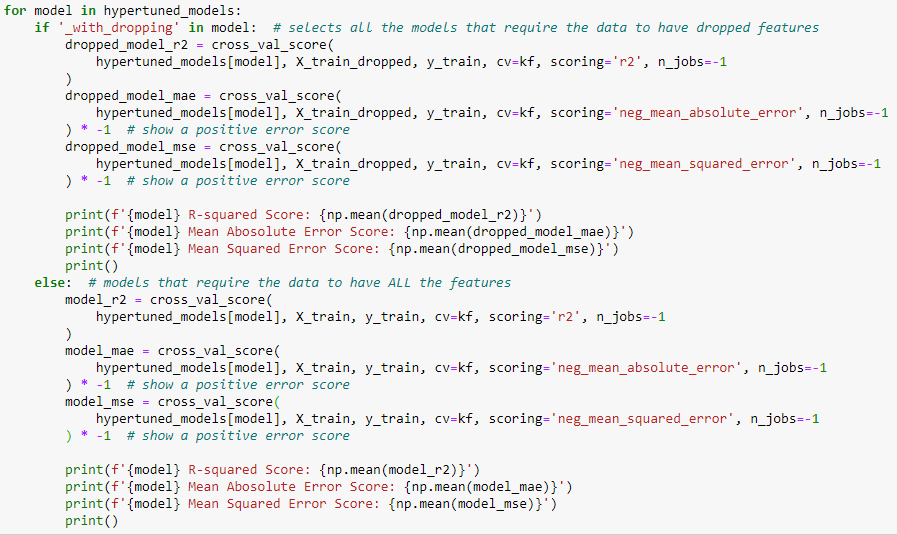 for model in hypertuned_models:
    if '_with_dropping' in model:  # selects all the models that require the data to have dropped features
        dropped_model_r2 = cross_val_score(
            hypertuned_models[model], X_train_dropped, y_train, cv=kf, scoring='r2', n_jobs=-1
        )
        dropped_model_mae = cross_val_score(
            hypertuned_models[model], X_train_dropped, y_train, cv=kf, scoring='neg_mean_absolute_error', n_jobs=-1
        ) * -1  # show a positive error score
        dropped_model_mse = cross_val_score(
            hypertuned_models[model], X_train_dropped, y_train, cv=kf, scoring='neg_mean_squared_error', n_jobs=-1
        ) * -1  # show a positive error score

        print(f'{model} R-squared Score: {np.mean(dropped_model_r2)}')
        print(f'{model} Mean Abosolute Error Score: {np.mean(dropped_model_mae)}')
        print(f'{model} Mean Squared Error Score: {np.mean(dropped_model_mse)}')
        print()
    else:  # models that require the data to have ALL the features
        model_r2 = cross_val_score(
            hypertuned_models[model], X_train, y_train, cv=kf, scoring='r2', n_jobs=-1
        )
        model_mae = cross_val_score(
            hypertuned_models[model], X_train, y_train, cv=kf, scoring='neg_mean_absolute_error', n_jobs=-1
        ) * -1  # show a positive error score
        model_mse = cross_val_score(
            hypertuned_models[model], X_train, y_train, cv=kf, scoring='neg_mean_squared_error', n_jobs=-1
        ) * -1  # show a positive error score

        print(f'{model} R-squared Score: {np.mean(model_r2)}')
        print(f'{model} Mean Abosolute Error Score: {np.mean(model_mae)}')
        print(f'{model} Mean Squared Error Score: {np.mean(model_mse)}')
        print()